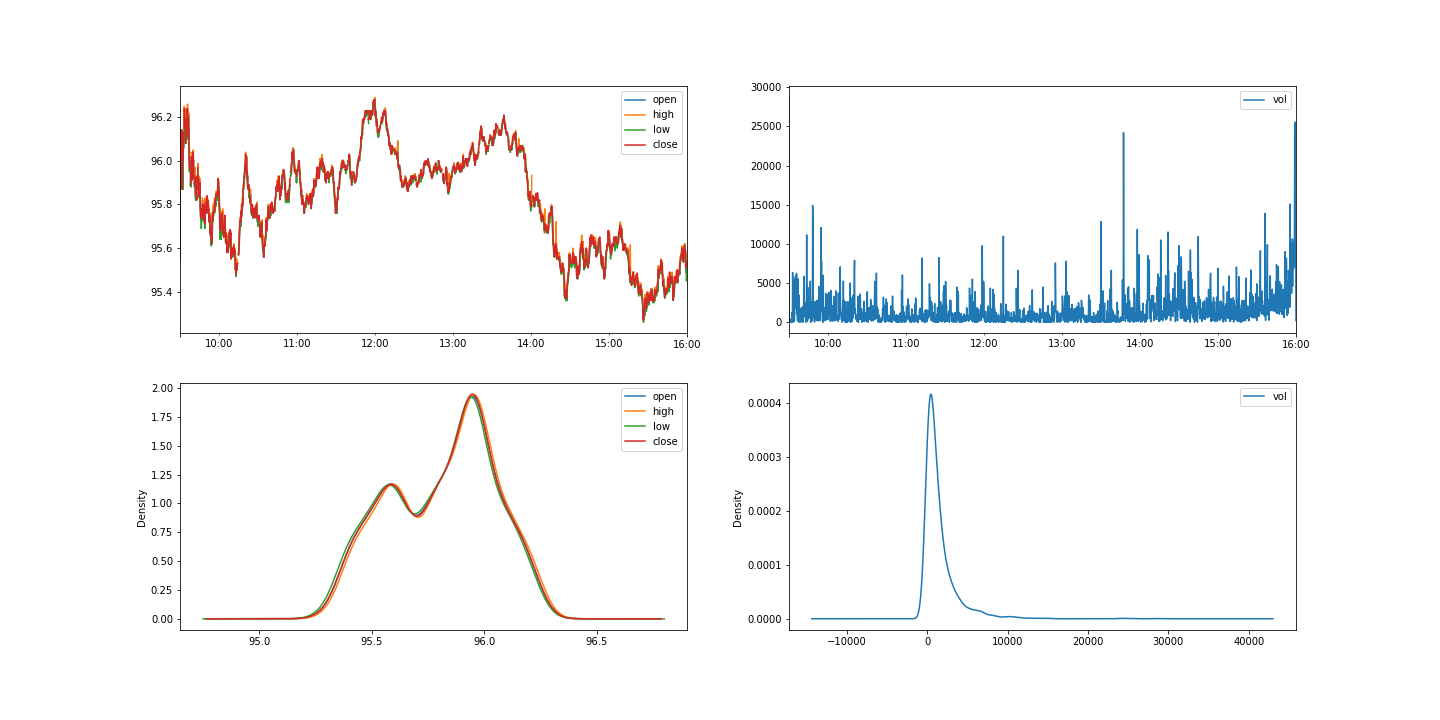 96.2
96.0
95.8
95.6
95.4
10:00 11:00 12:00 13:00 14:00 15:00 16:00
open
high
low
close
30000
25000
20000
15000
10000
5000
0
10:00 11:00 12:00 13:00 14:00 15:00 16:00
vol
2.00
1.75
1.50
1.25
1.00
0.75
0.50
0.25
0.00
Density
95.0 95.5 96.0 96.5
open
high
low
close
0.0004
0.0003
0.0002
0.0001
0.0000
Density
−10000 0 10000 20000 30000 40000
vol